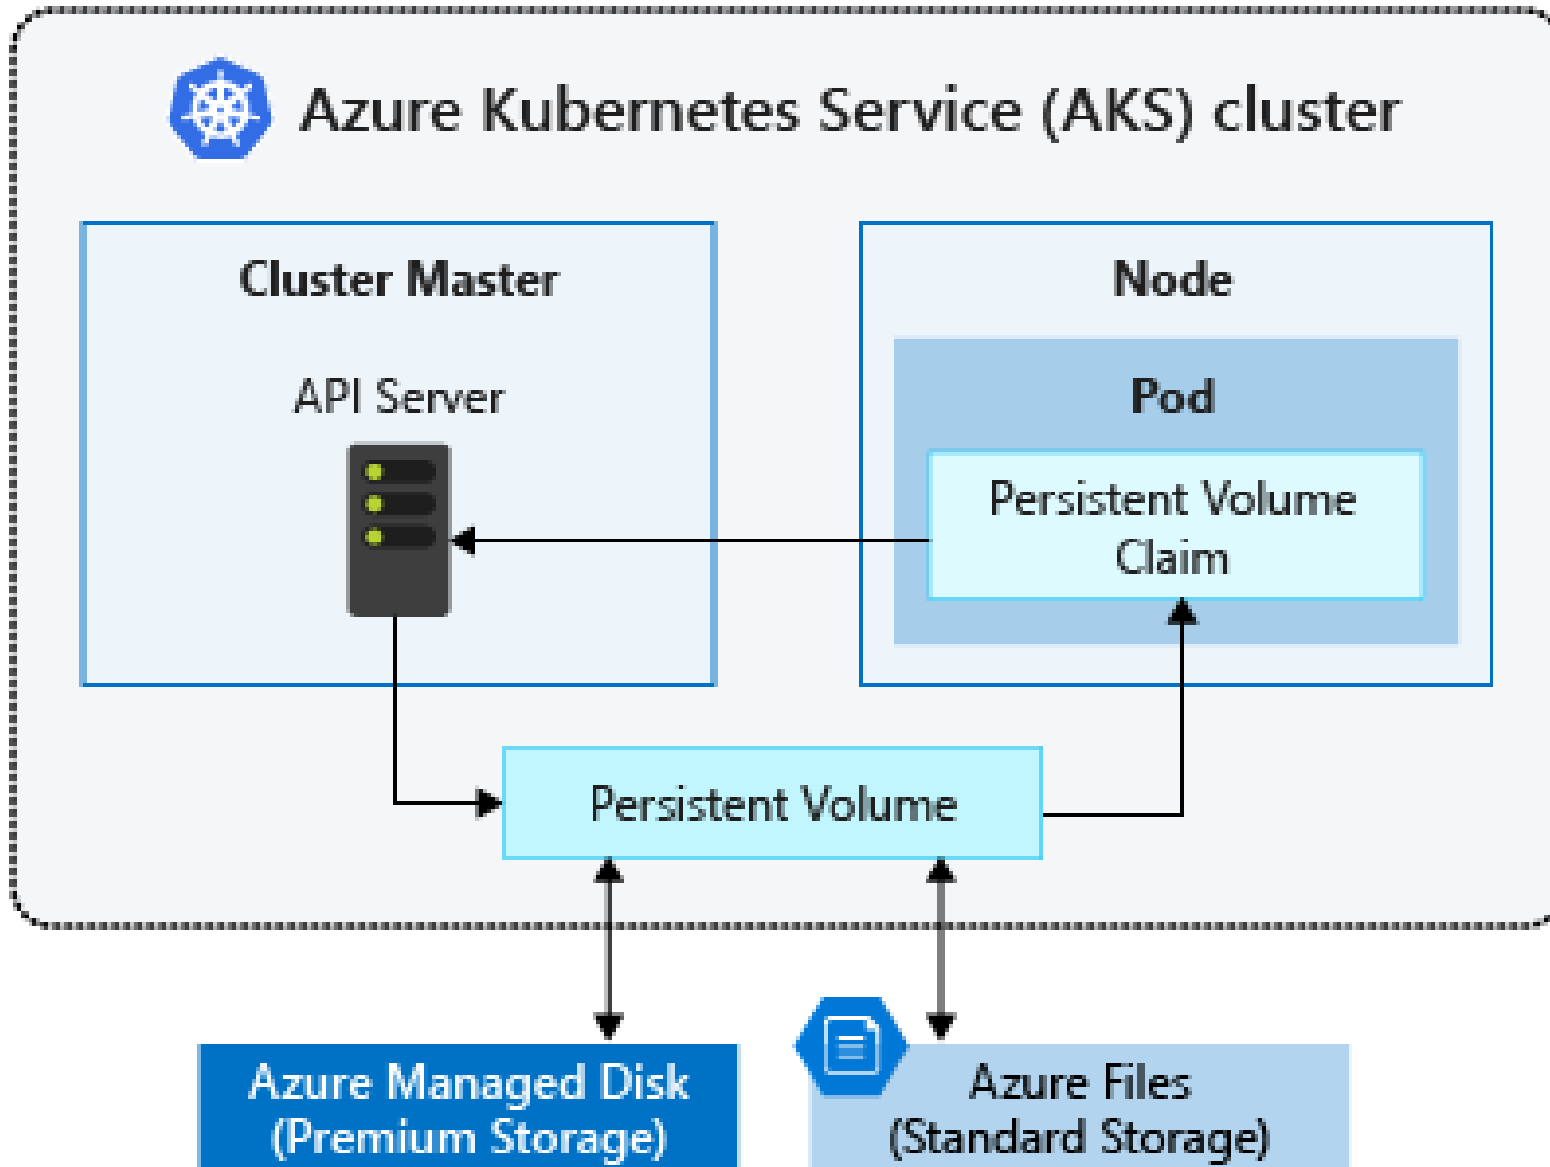 Azure Kubernetes Service (AKS) cluster
Cluster Master
API Server
Node
Pod
Persistent Volume
Claim
Persistent Volume
Azure Managed Disk
(Premium Storage)
Azure Files
(Standard Storage)